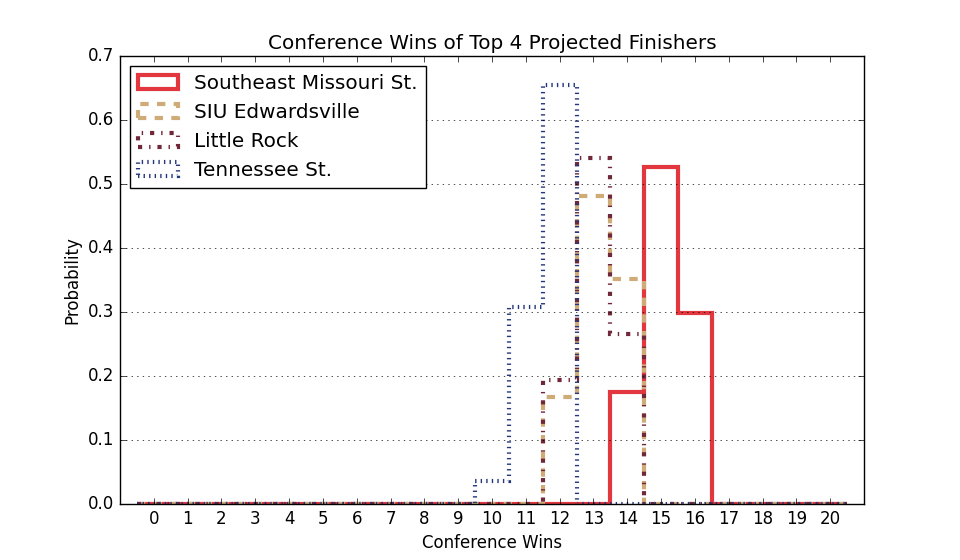 Conference Wins of Top 4 Projected Finishers
0.7
0.6
0.5
0.4
0.3
0.2
0.1
0.0
Probability
Southeast Missouri St.
SIU Edwardsville
Little Rock
Tennessee St.
0 1 2 3 4 5 6 7 8 9 10 11 12 13 14 15 16 17 18 19 20
Conference Wins